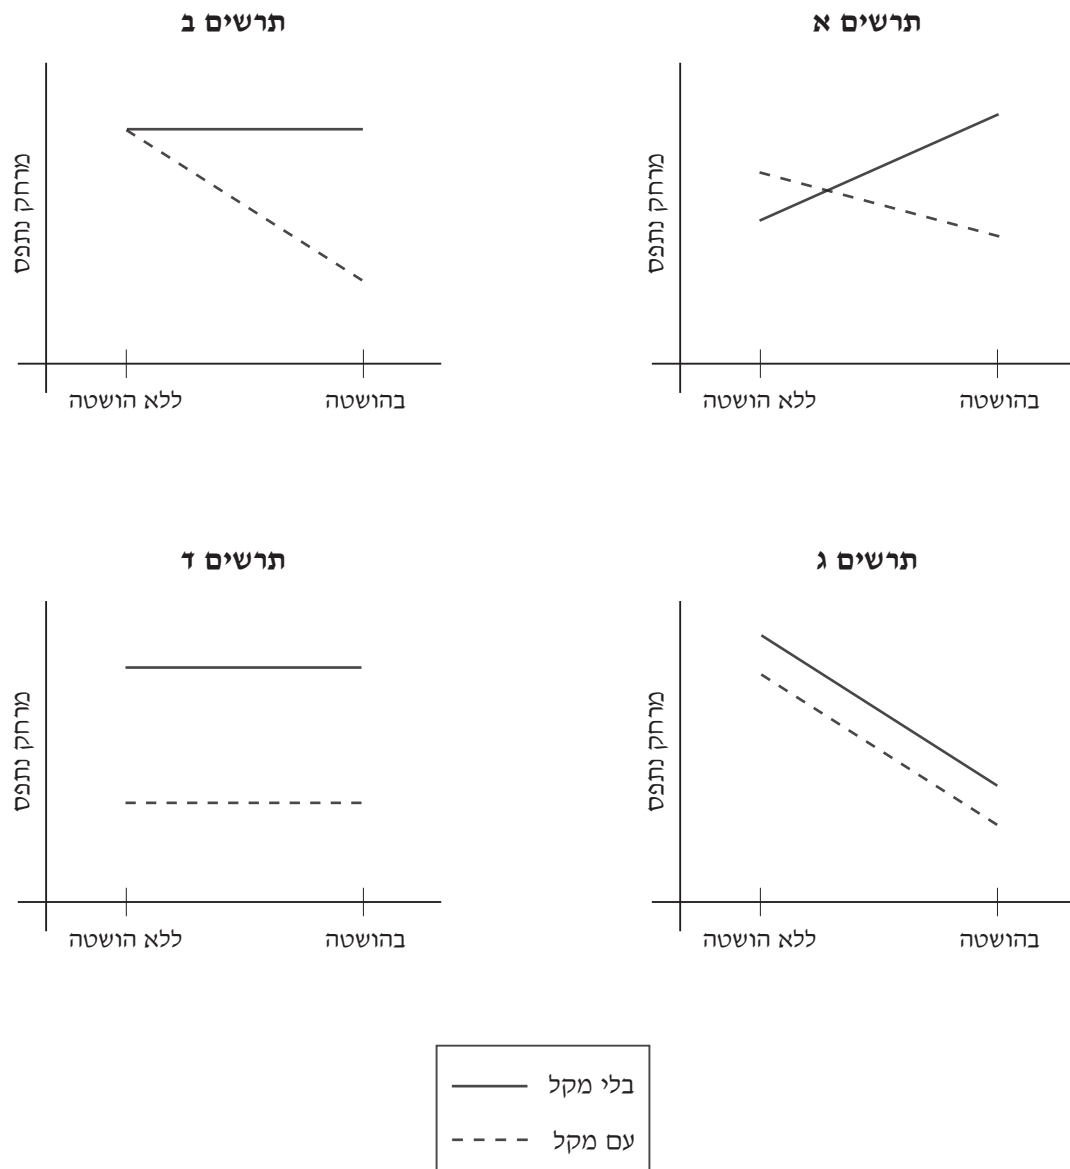 תרשים א
מרחק נתפס
ללא הושטה
בהושטה
תרשים ב
מרחק נתפס
ללא הושטה
בהושטה
תרשים ג
מרחק נתפס
ללא הושטה
בהושטה
תרשים ד
מרחק נתפס
ללא הושטה
בהושטה
בלי מקל
עם מקל